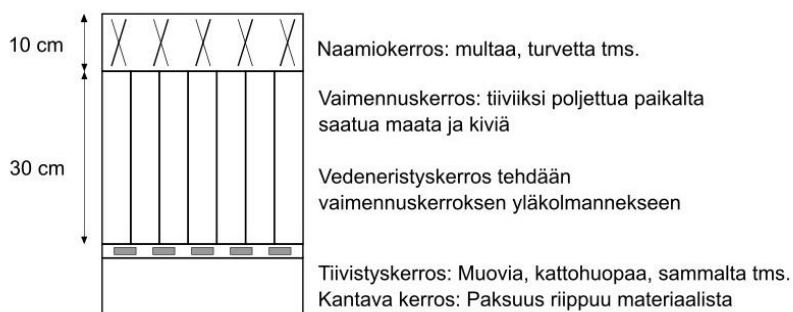 10 cm
Naamiokerros: multaa, turvetta tms.
Vaimennuskerros: tiiviiksi poljettua paikalta
saatua maata ja kiviä
30 cm
Vedeneristyskerros tehdään
vaimennuskerroksen yläkolmannekseen
Tiivistyskerros: Muovia, kattohuopaa, sammalta tms.
Kantava kerros: Paksuus riippuu materiaalista